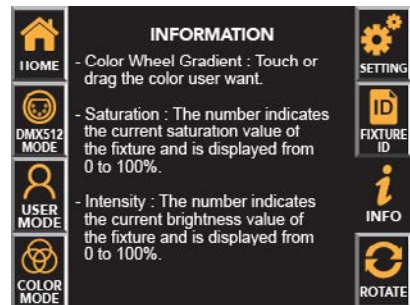 HOME
DMX512
MODE
USER
MODE
COLOR
MODE
INFORMATION
- Color Wheel Gradient : Touch or
drag the color user want.
- Saturation : The number indicates
the current saturation value of
the fixture and is displayed from
0 to 100%.
- Intensity : The number indicates
the current brightness value of
the fixture and is displayed from
0 to 100%.
SETTING
ID
FIXTURE
ID
i
INFO
ROTATE